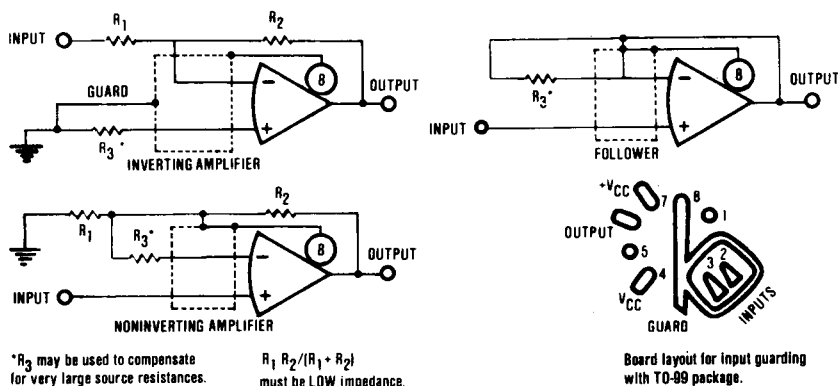 INPUT
R1
R2
8
OUTPUT
GUARD
R3*
INVERTING AMPLIFIER
R3*
8
OUTPUT
INPUT
FOLLOWER
R1
R2
R3*
8
OUTPUT
INPUT
NONINVERTING AMPLIFIER
+VCC
7
8
1
OUTPUT
5
2
3
4
VCC
INPUTS
GUARD
*R3 may be used to compensate
for very large source resistances.
R1 R2/(R1 + R2)
must be LOW impedance.
Board layout for input guarding
with TO-99 package.